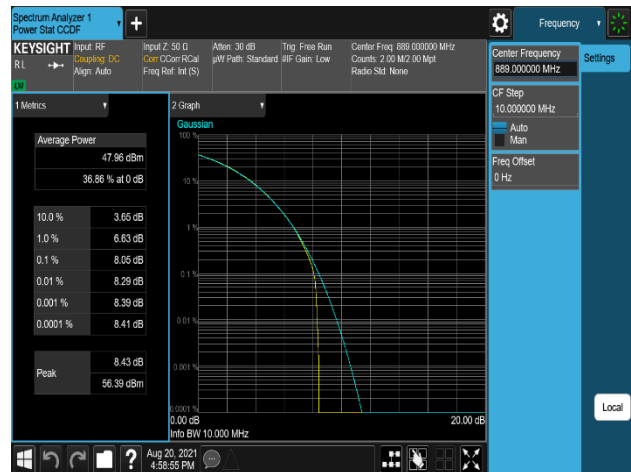 Spectrum Analyzer 1
Power Stat CCDF
Frequency
KEYSIGHT
RL
LXI
Input: RF
Coupling: DC
Align: Auto
Input Z: 50 Ω
Corr CCorr RCal
Freq Ref: Int (S)
Atten: 30 dB
µW Path: Standard
Trig: Free Run
#IF Gain: Low
Center Freq: 889.000000 MHz
Counts: 2.00 M/2.00 Mpt
Radio Std: None
Center Frequency
889.000000 MHz
Settings
CF Step
10.000000 MHz
Auto
Man
Freq Offset
0 Hz
Local
1 Metrics
Average Power
47.96 dBm
36.86 % at 0 dB
10.0 % 3.65 dB
1.0 % 6.63 dB
0.1 % 8.05 dB
0.01 % 8.29 dB
0.001 % 8.39 dB
0.0001 % 8.41 dB
Peak
8.43 dB
56.39 dBm
2 Graph
Gaussian
100 %
10 %
1 %
0.1 %
0.01 %
0.001 %
0.0001 %
0.00 dB 20.00 dB
Info BW 10.000 MHz
?
Aug 20, 2021
4:58:55 PM